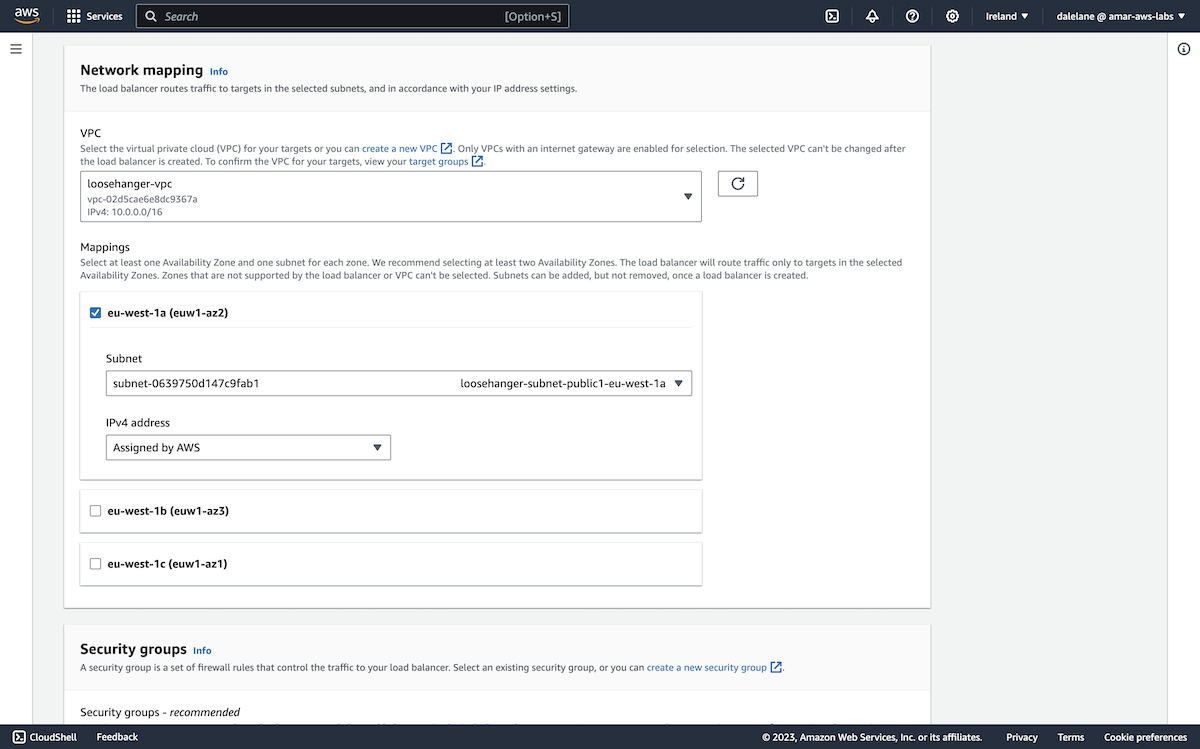 aws Services Search [Option+S] Ireland dalelane @ amar-aws-labs
Network mapping Info
The load balancer routes traffic to targets in the selected subnets, and in accordance with your IP address settings.
VPC
Select the virtual private cloud (VPC) for your targets or you can create a new VPC. Only VPCs with an internet gateway are enabled for selection. The selected VPC can't be changed after
the load balancer is created. To confirm the VPC for your targets, view your target groups.
loosehanger-vpc
vpc-02d5cae6e8dc9367a
IPv4: 10.0.0.0/16
Mappings
Select at least one Availability Zone and one subnet for each zone. We recommend selecting at least two Availability Zones. The load balancer will route traffic only to targets in the selected
Availability Zones. Zones that are not supported by the load balancer or VPC can't be selected. Subnets can be added, but not removed, once a load balancer is created.
eu-west-1a (euw1-az2)
Subnet
subnet-0639750d147c9fab1 loosehanger-subnet-public1-eu-west-1a
IPv4 address
Assigned by AWS
eu-west-1b (euw1-az3)
eu-west-1c (euw1-az1)
Security groups Info
A security group is a set of firewall rules that control the traffic to your load balancer. Select an existing security group, or you can create a new security group.
Security groups - recommended
CloudShell Feedback © 2023, Amazon Web Services, Inc. or its affiliates. Privacy Terms Cookie preferences